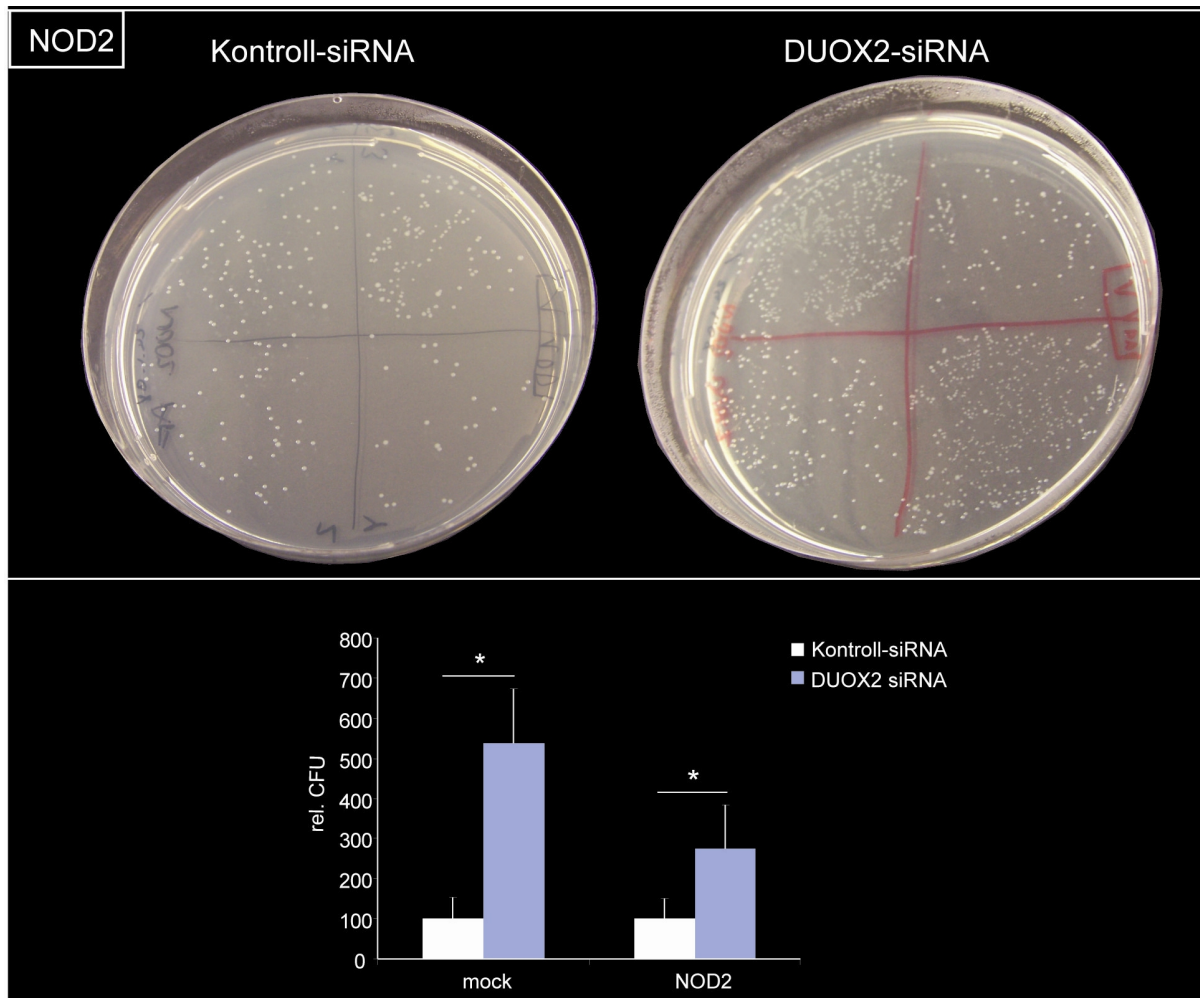 NOD2
Kontroll-siRNA
DUOX2-siRNA
800
700
600
500
400
300
200
100
0
rel. CFU
*
*
mock
NOD2
Kontroll-siRNA
DUOX2 siRNA